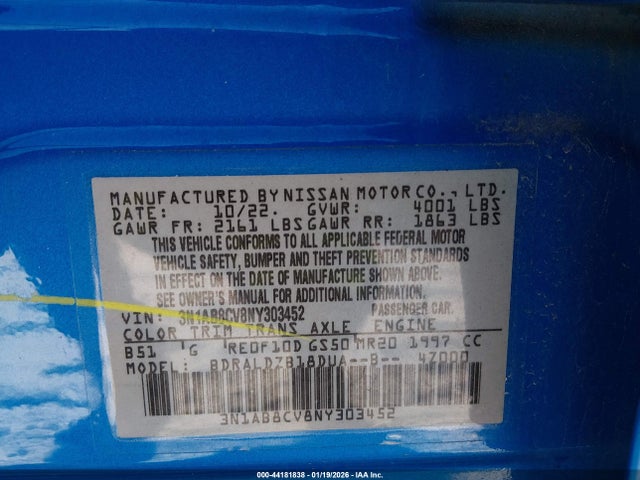 MANUFACTURED BY NISSAN MOTOR CO., LTD.
DATE: 10/22. GVWR: 4001 LBS
GAWR FR: 2161 LBS GAWR RR: 1863 LBS
THIS VEHICLE CONFORMS TO ALL APPLICABLE FEDERAL MOTOR
VEHICLE SAFETY, BUMPER AND THEFT PREVENTION STANDARDS
IN EFFECT ON THE DATE OF MANUFACTURE SHOWN ABOVE.
SEE OWNER'S MANUAL FOR ADDITIONAL INFORMATION.
VIN: 3N1AB8CV8NY303452 PASSENGER CAR.
COLOR TRIM TRANS AXLE ENGINE
B51 'G RE0F10D GS50 MR20 1997 CC
MODEL: BDRALDZB18DUA--B-- 4Z000
3N1AB8CV8NY303452
000-44181838 - 01/19/2026 - IAA Inc.